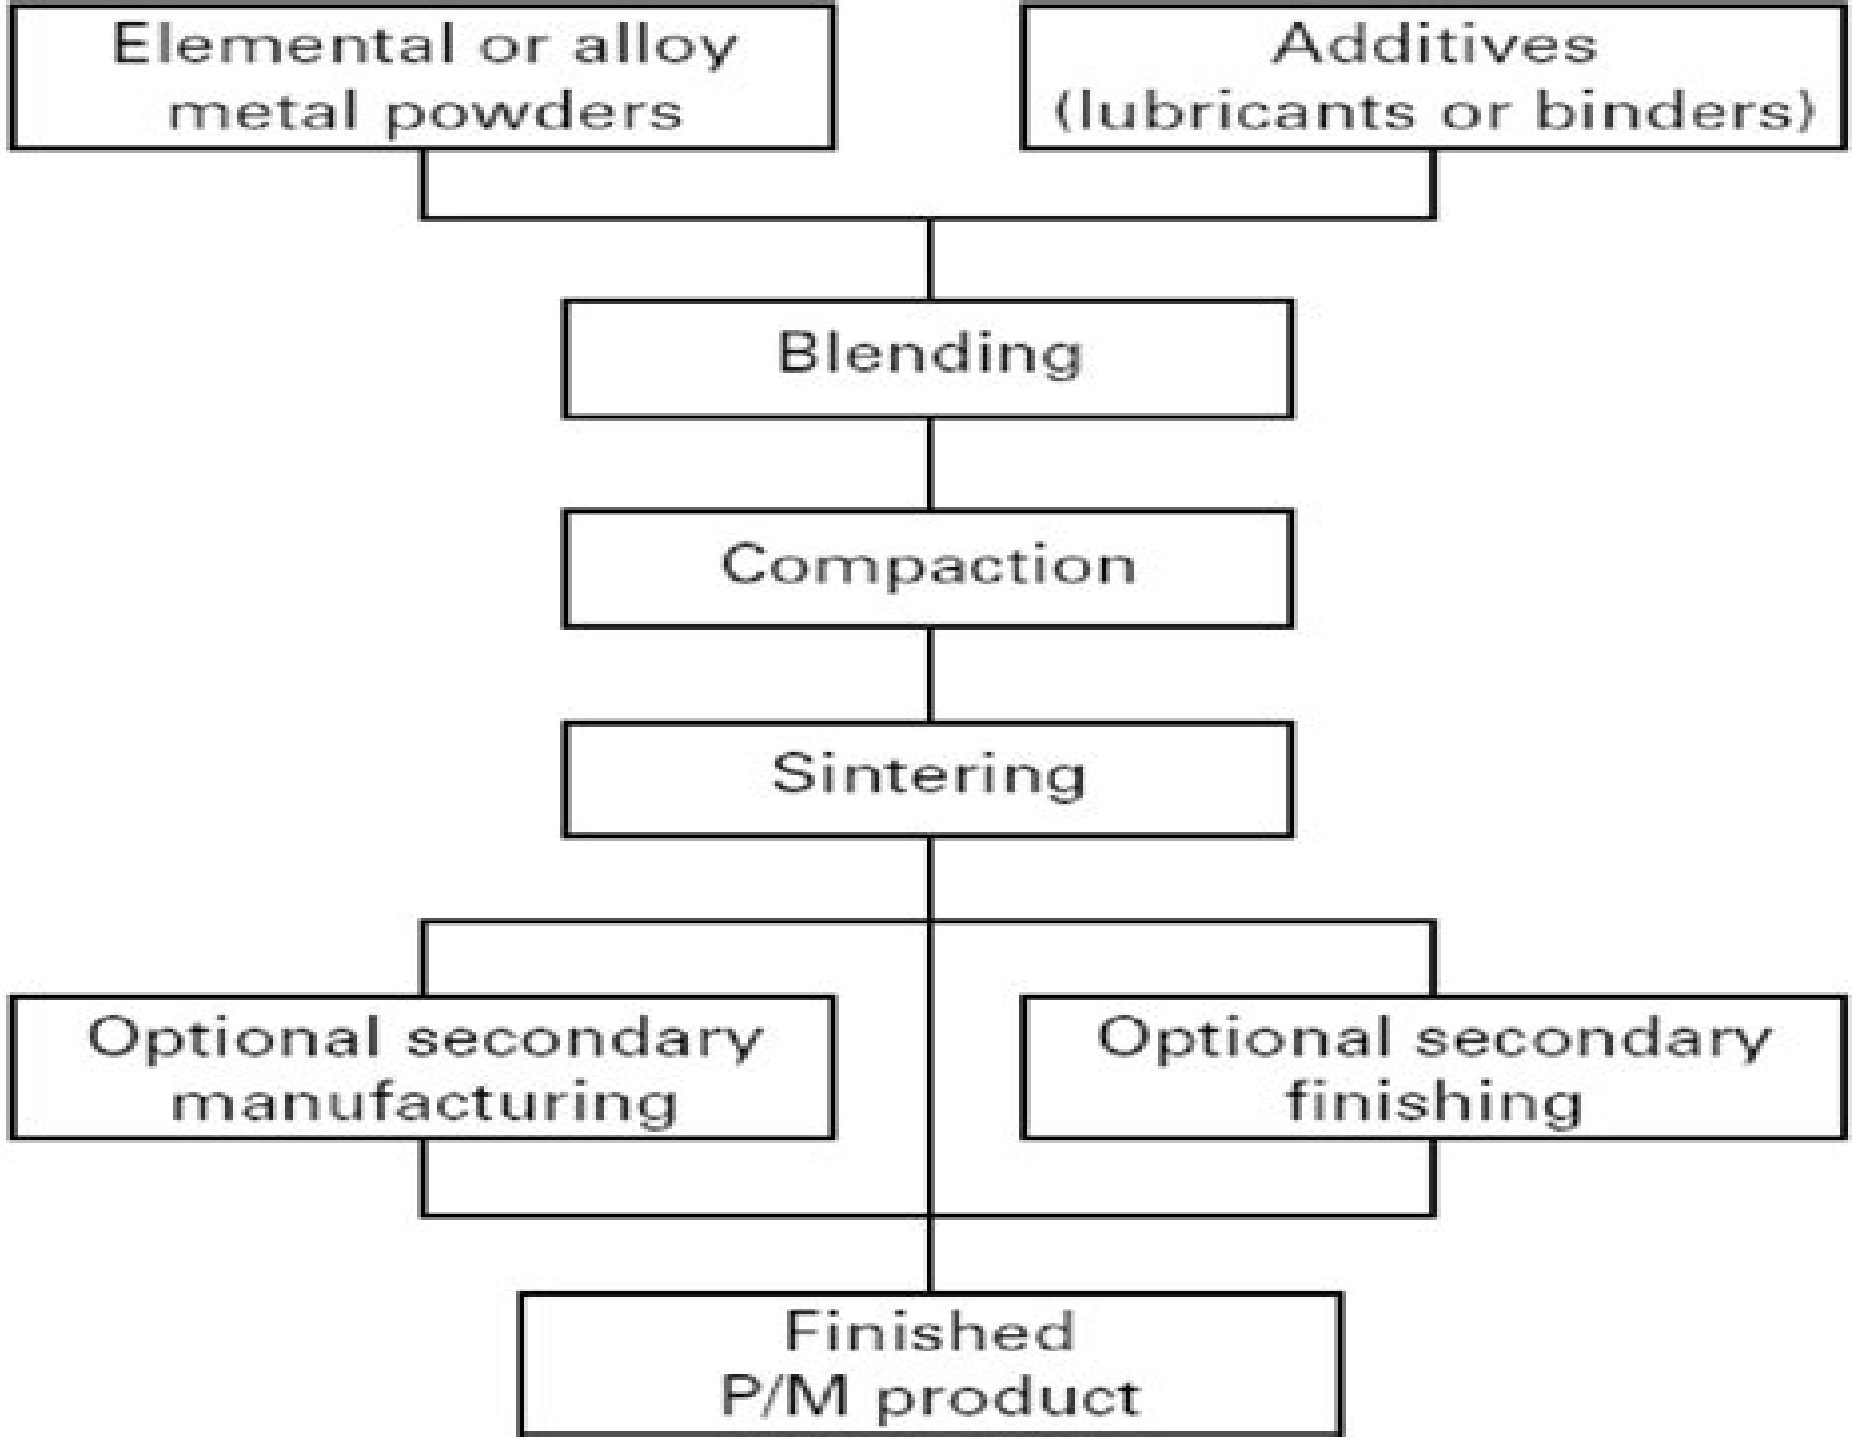 Elemental or alloy
metal powders
Additives
(lubricants or binders)
Blending
Compaction
Sintering
Optional secondary
manufacturing
Optional secondary
finishing
Finished
P/M product